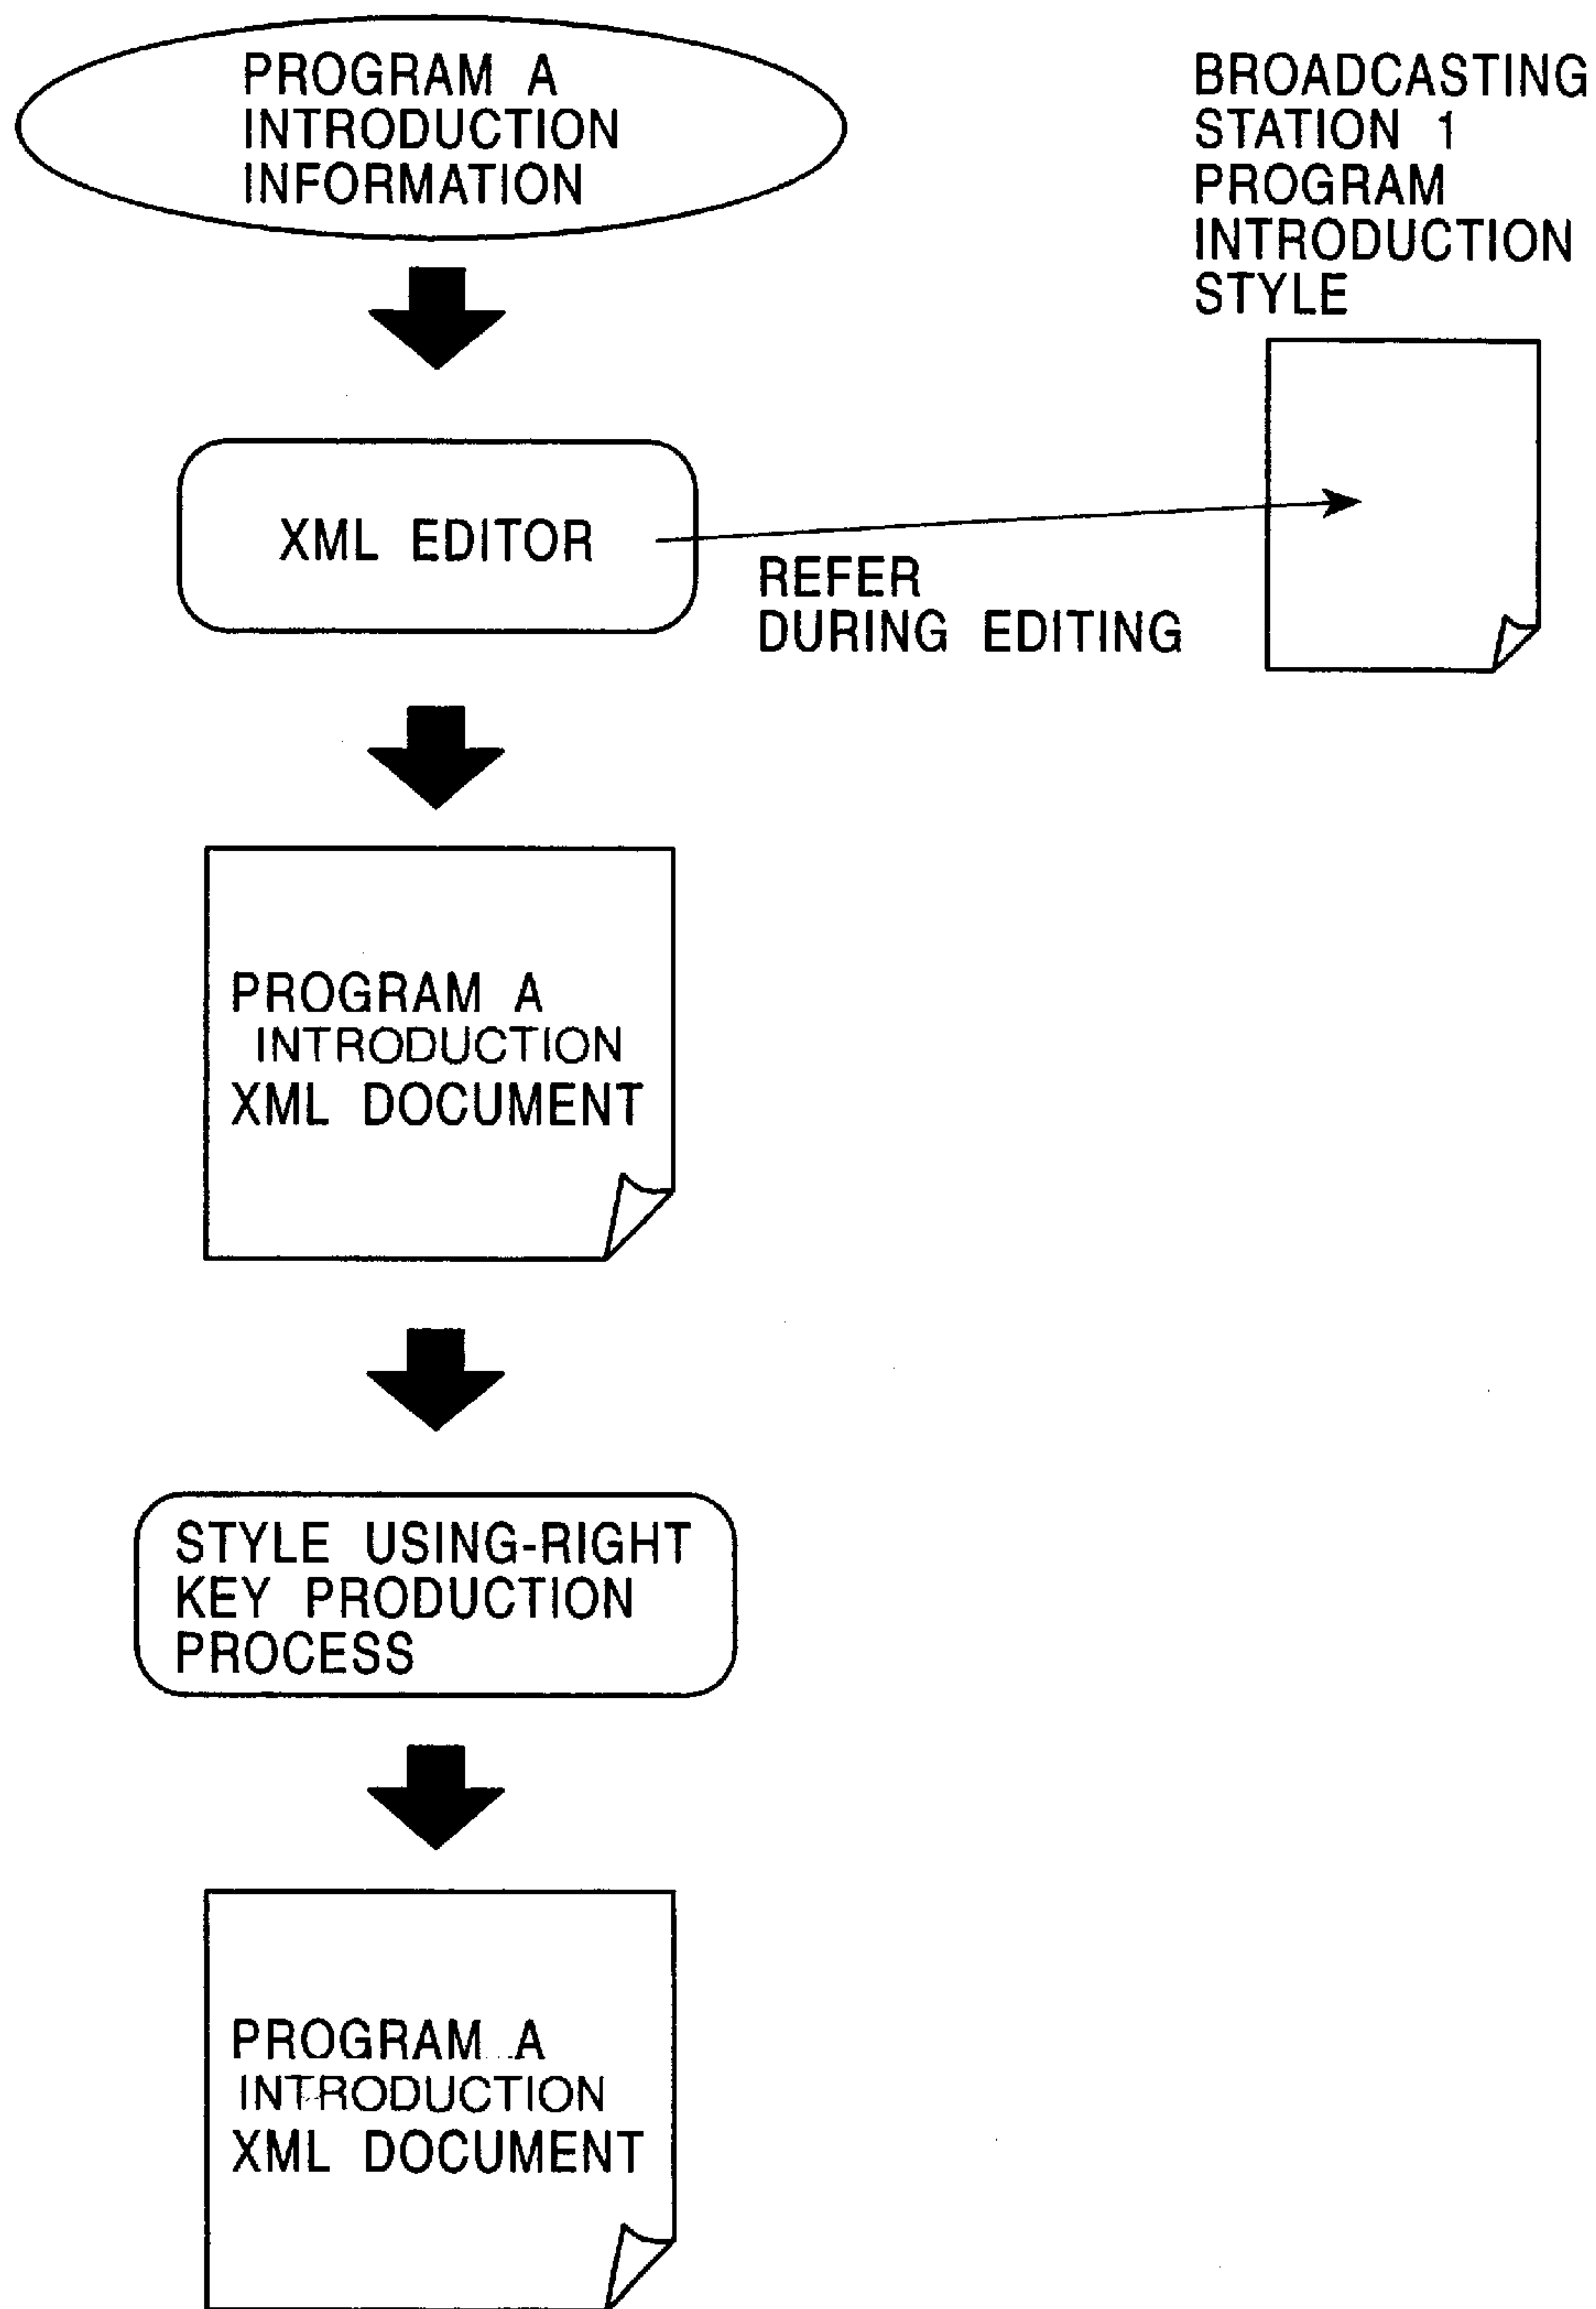 PROGRAM A
INTRODUCTION
INFORMATION
BROADCASTING
STATION 1
PROGRAM
INTRODUCTION
STYLE
XML EDITOR
REFER
DURING EDITING
PROGRAM A
INTRODUCTION
XML DOCUMENT
STYLE USING-RIGHT
KEY PRODUCTION
PROCESS
PROGRAM A
INTRODUCTION
XML DOCUMENT